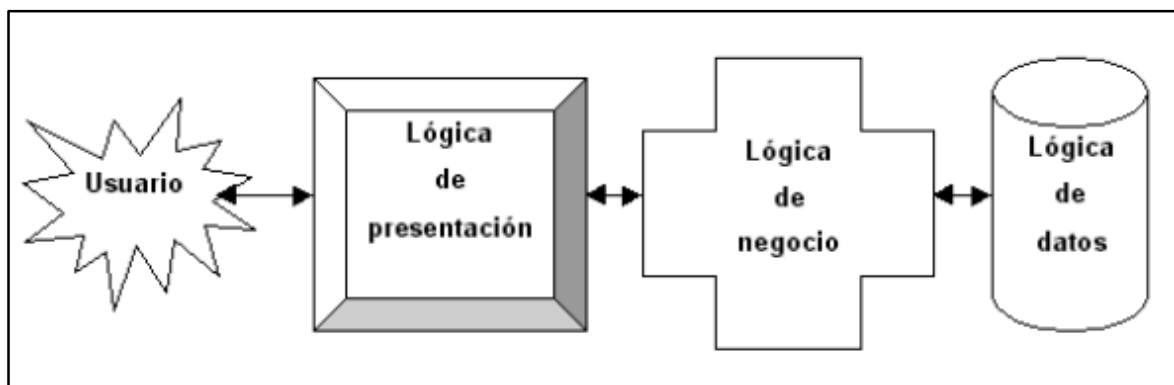 Usuario
Lógica
de
presentación
Lógica
de
negocio
Lógica
de
datos